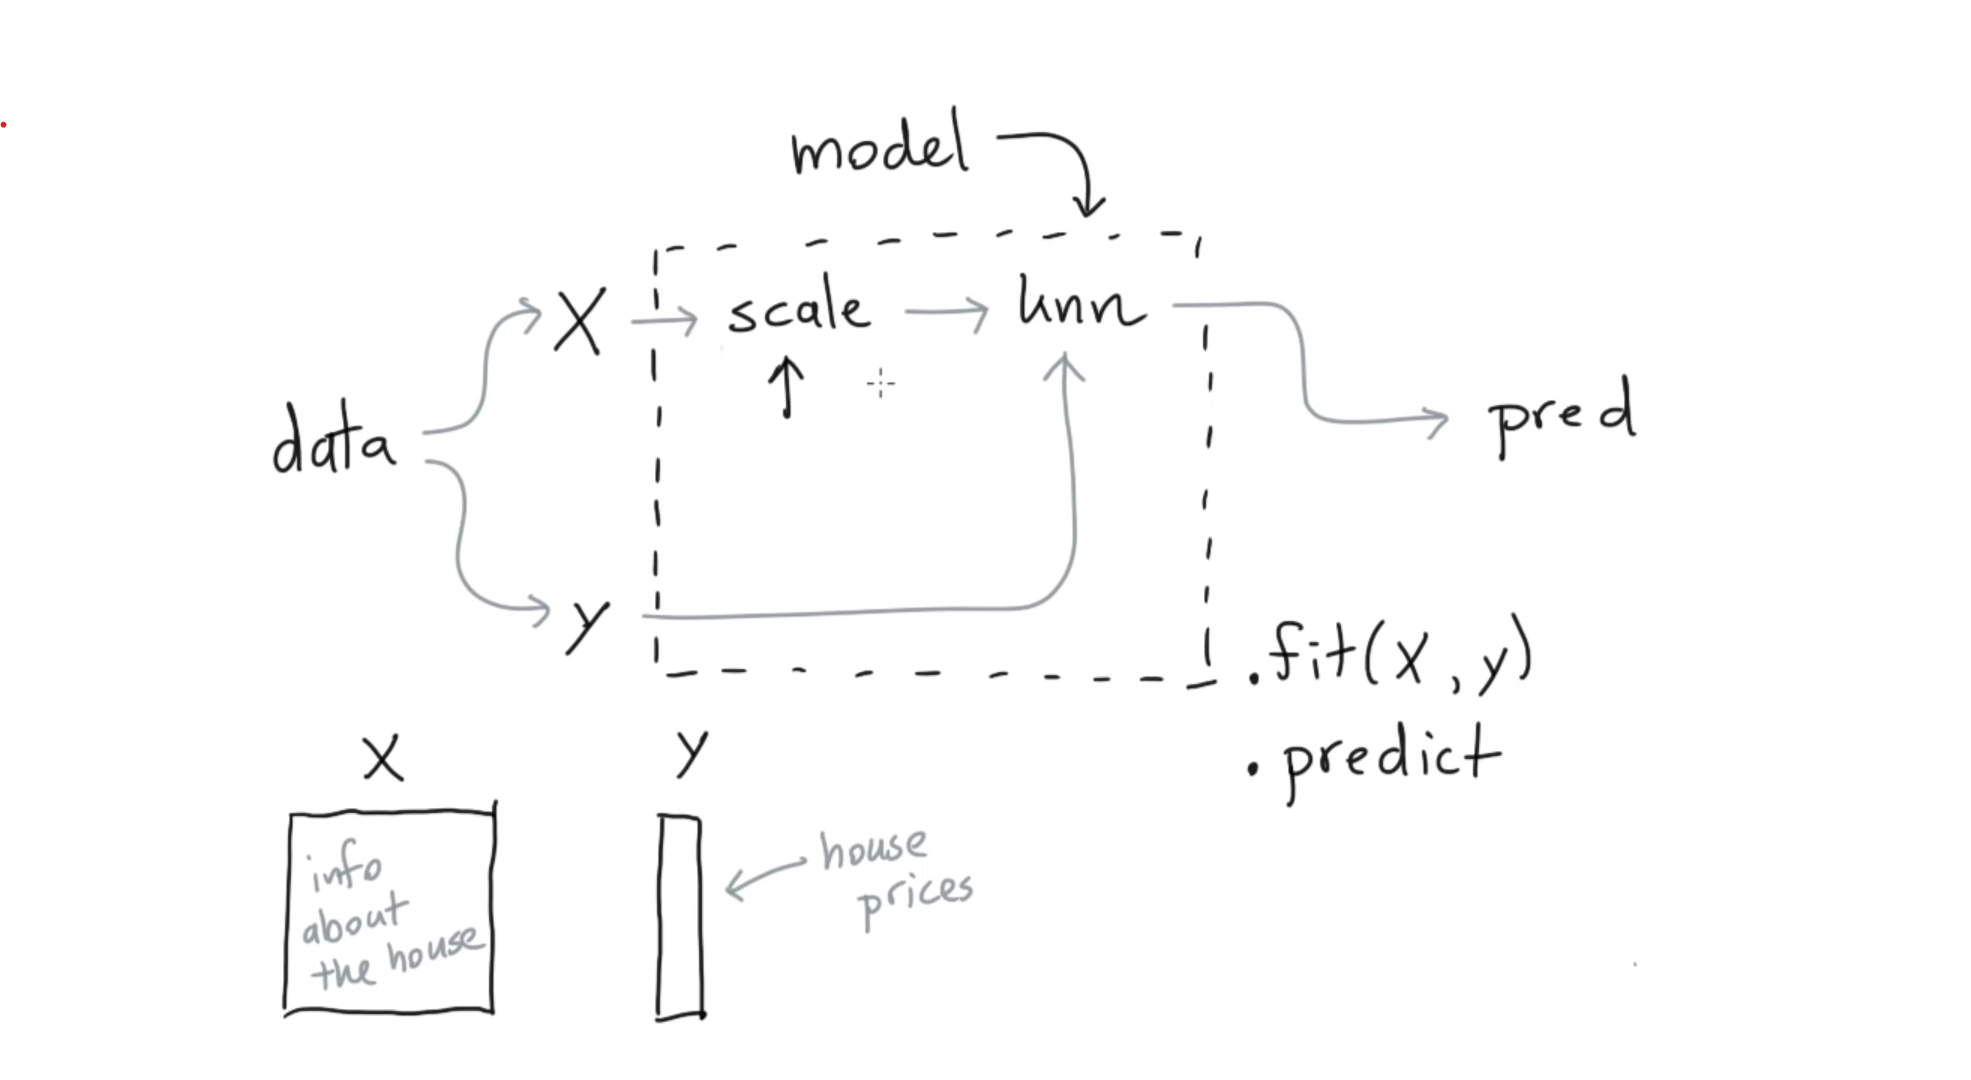 model
X
scale
knn
data
pred
y
.fit(X, y)
.predict
X
y
info
about
the house
house
prices